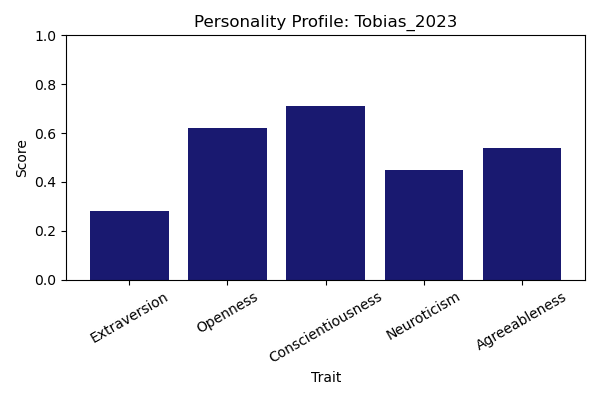 Personality Profile: Tobias_2023
1.0
0.8
0.6
0.4
0.2
0.0
Score
Extraversion
Openness
Conscientiousness
Neuroticism
Agreeableness
Trait